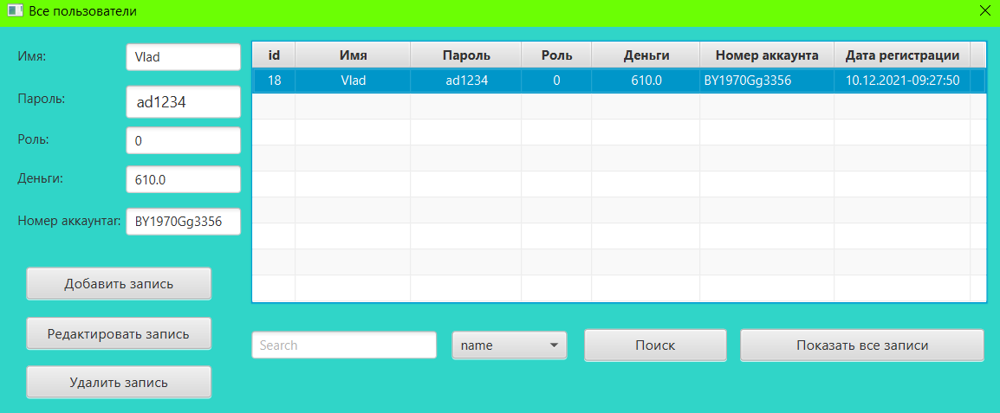 Все пользователи
Имя: Vlad
Пароль: ad1234
Роль: 0
Деньги: 610.0
Номер аккаунтаr: BY1970Gg3356
Добавить запись
Редактировать запись
Удалить запись
id Имя Пароль Роль Деньги Номер аккаунта Дата регистрации
18 Vlad ad1234 0 610.0 BY1970Gg3356 10.12.2021-09:27:50
Search name Поиск Показать все записи